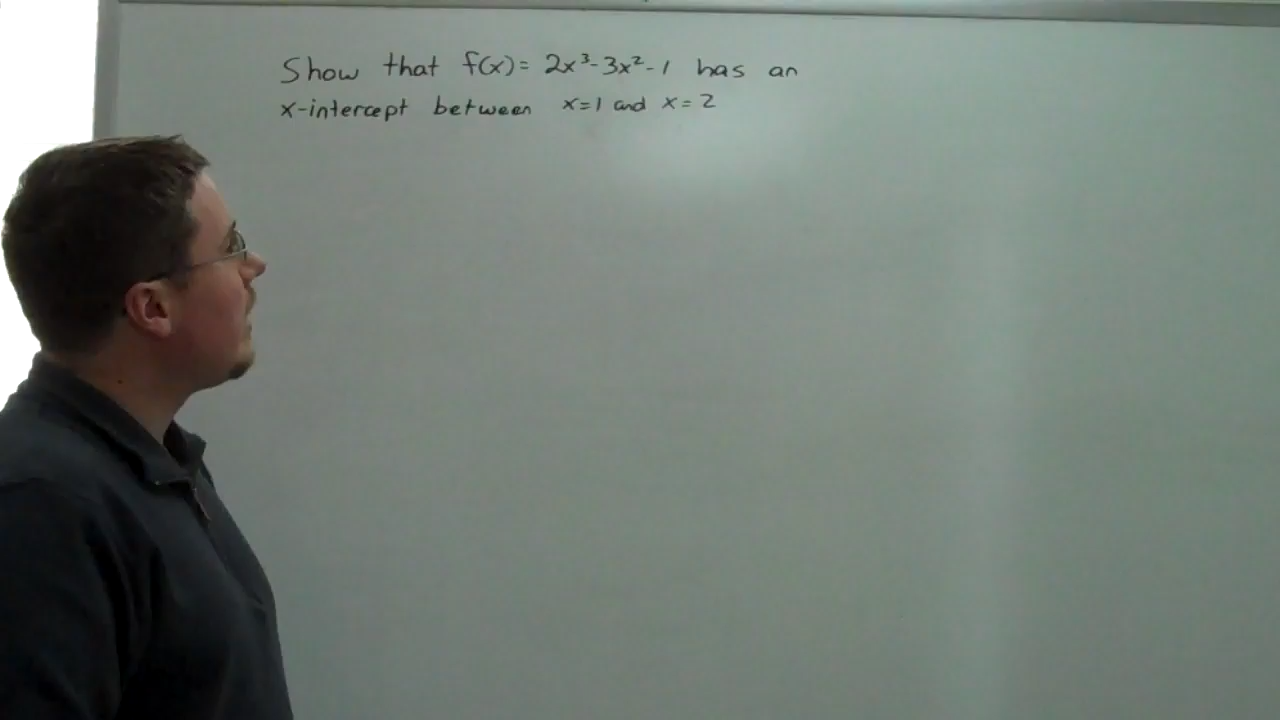 Show that f(x)= 2x³-3x²-1 has an
x-intercept between x=1 and x=2